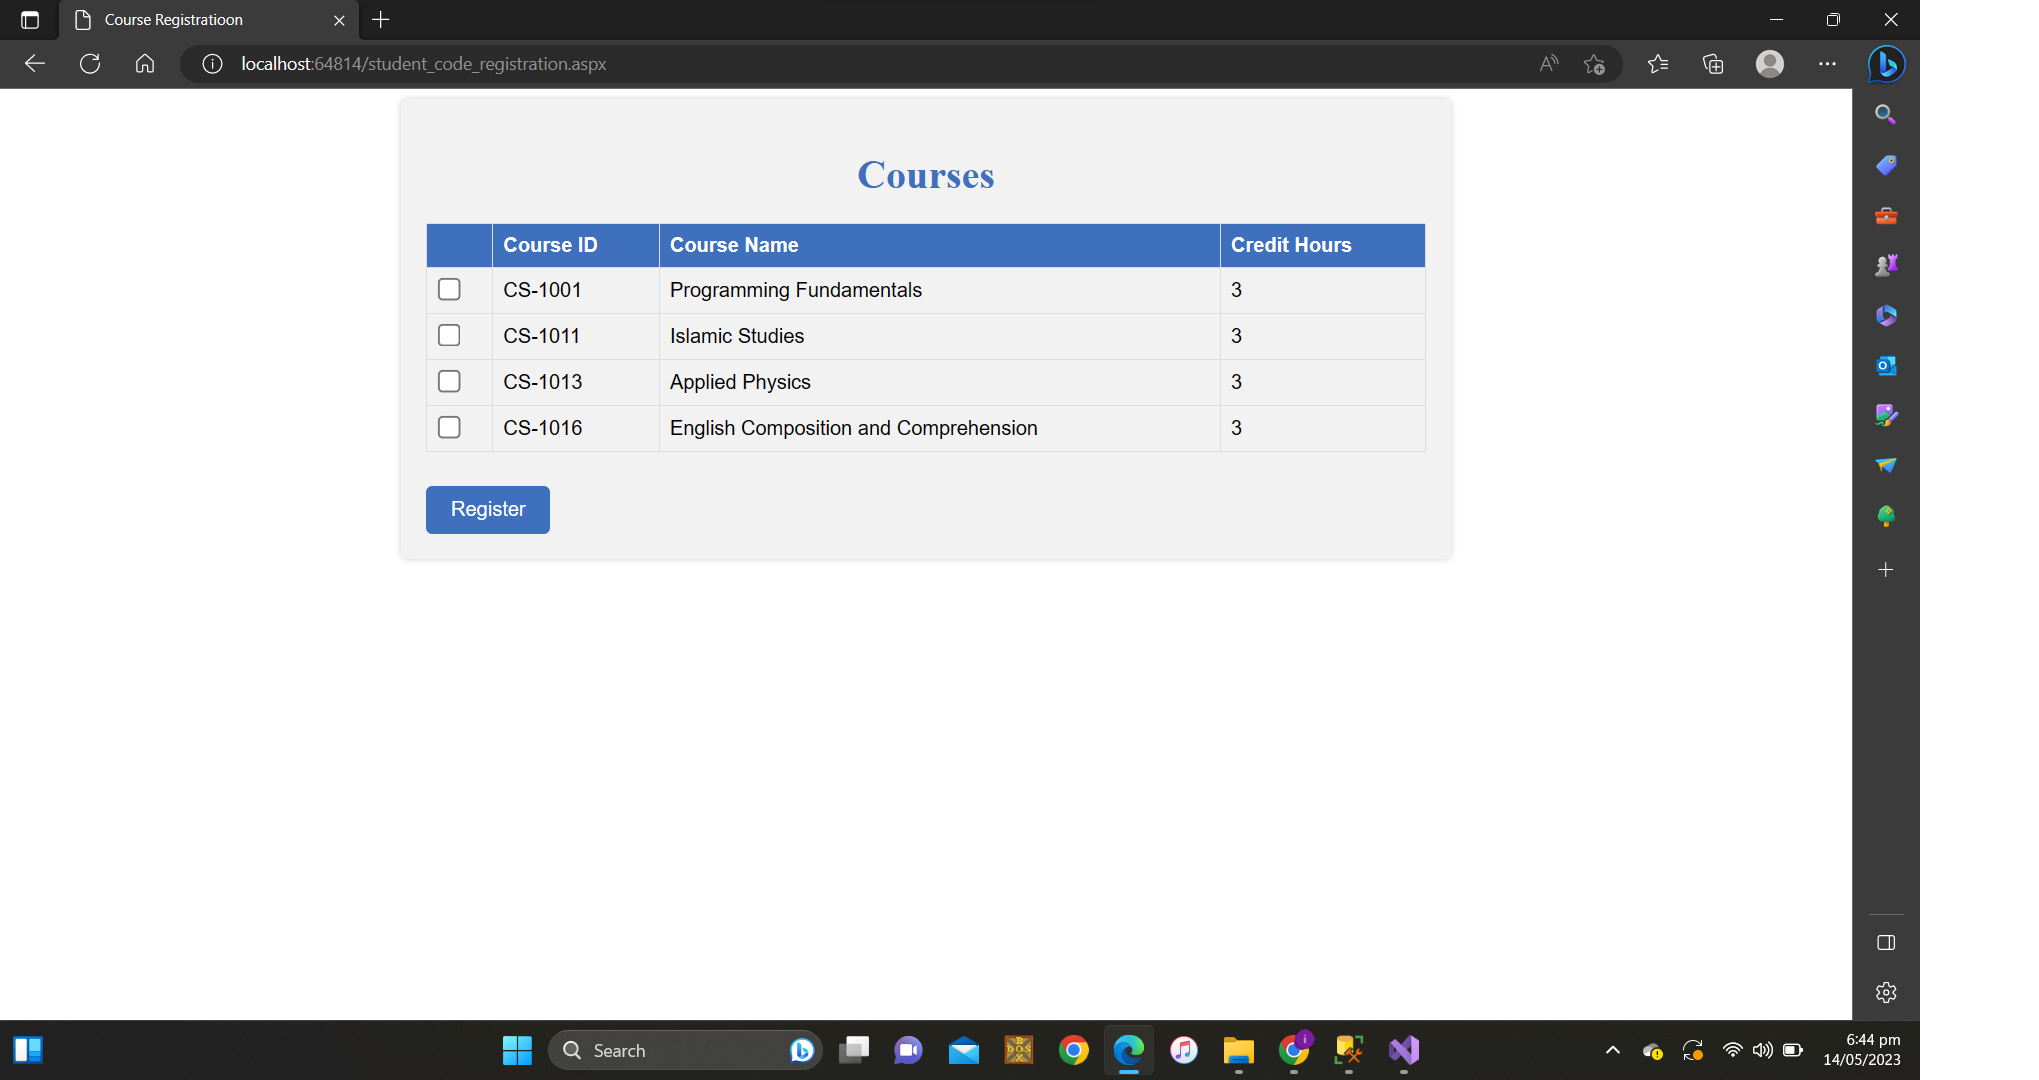 Course Registratioon
localhost:64814/student_code_registration.aspx
Courses
Course ID Course Name Credit Hours
CS-1001 Programming Fundamentals 3
CS-1011 Islamic Studies 3
CS-1013 Applied Physics 3
CS-1016 English Composition and Comprehension 3
Register
Search
6:44 pm
14/05/2023